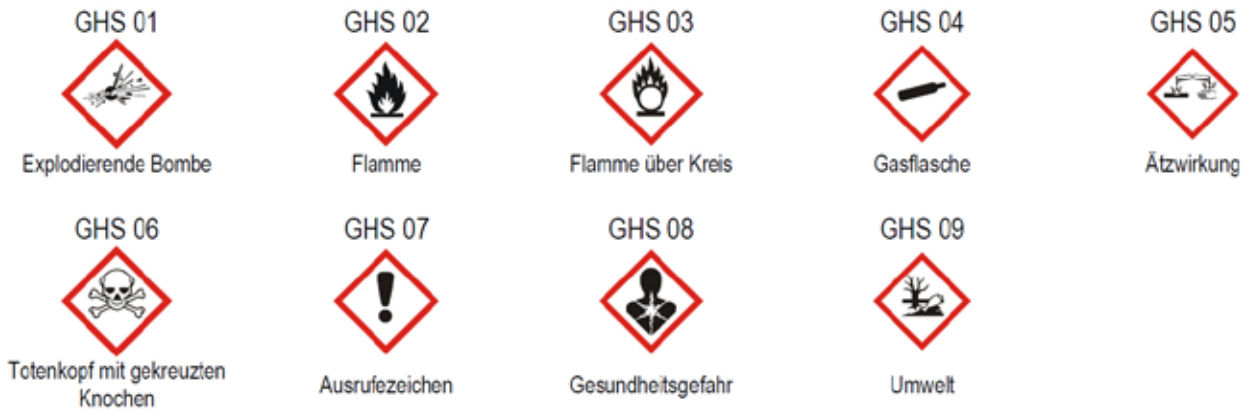 GHS 01
GHS 02
GHS 03
GHS 04
GHS 05
Explodierende Bombe
Flamme
Flamme über Kreis
Gasflasche
Ätzwirkung
GHS 06
GHS 07
GHS 08
GHS 09
Totenkopf mit gekreuzten
Knochen
Ausrufezeichen
Gesundheitsgefahr
Umwelt